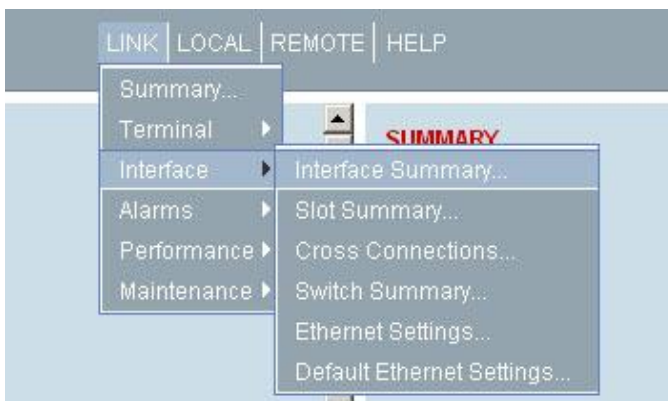 LINK LOCAL REMOTE HELP
Summary...
Terminal
SUMMARY
Interface
Interface Summary...
Alarms
Slot Summary...
Performance
Cross Connections...
Maintenance
Switch Summary...
Ethernet Settings...
Default Ethernet Settings...